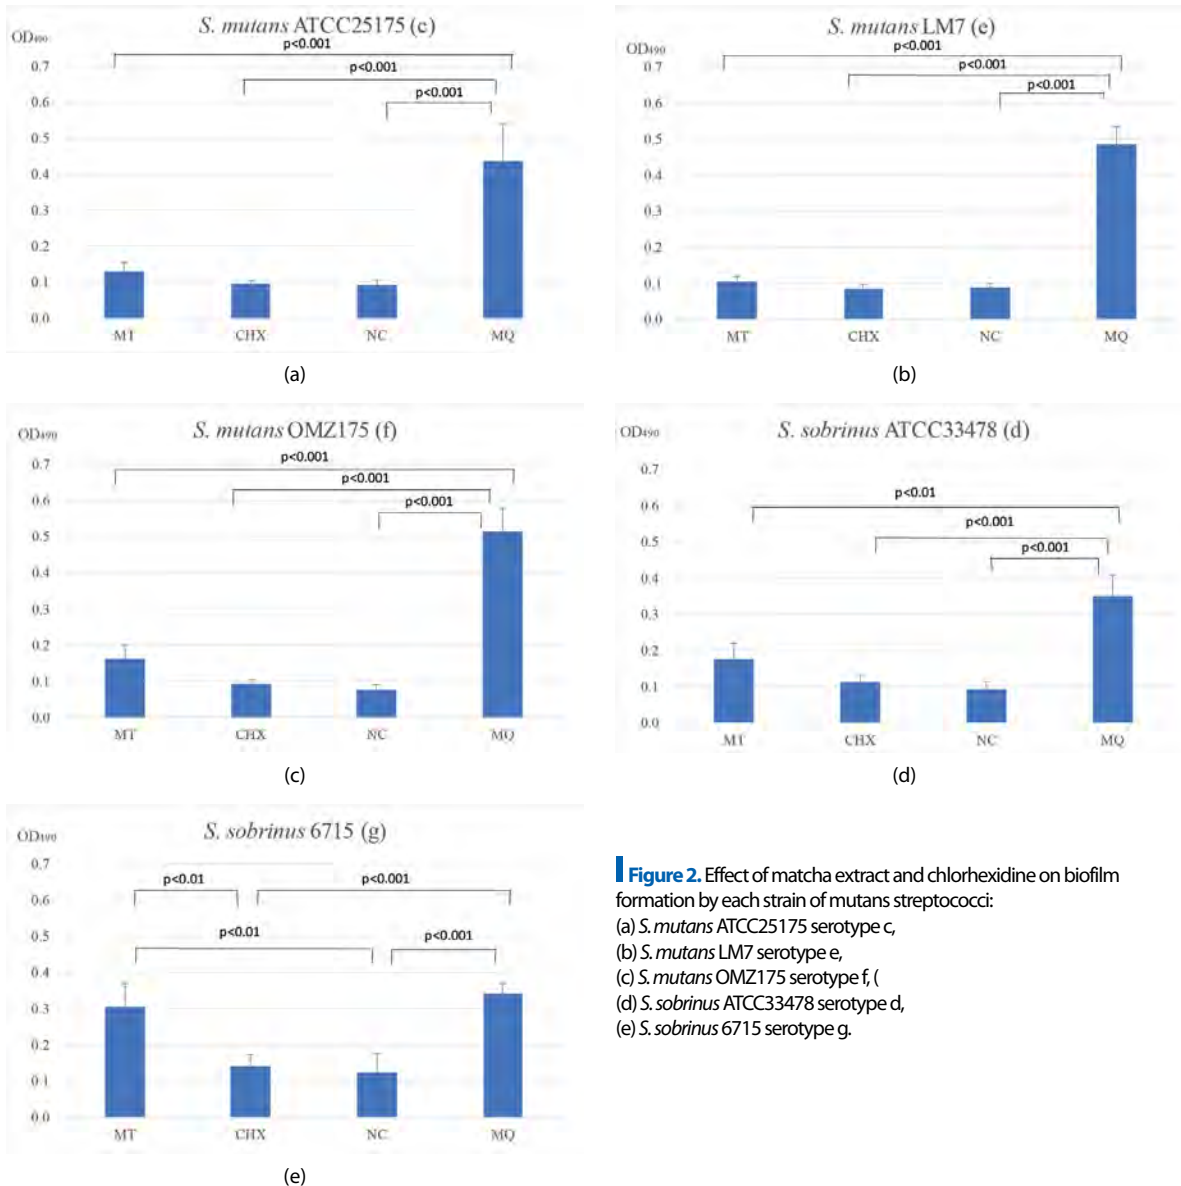 S. mutans ATCC25175 (c)
OD490
p<0.001
p<0.001
p<0.001
0.7
0.6
0.5
0.4
0.3
0.2
0.1
0.0
MT CHX NC MQ
(a)
S. mutans LM7 (e)
OD490
p<0.001
p<0.001
p<0.001
0.7
0.6
0.5
0.4
0.3
0.2
0.1
0.0
MT CHX NC MQ
(b)
S. mutans OMZ175 (f)
OD490
p<0.001
p<0.001
p<0.001
0.7
0.6
0.5
0.4
0.3
0.2
0.1
0.0
MT CHX NC MQ
(c)
S. sobrinus ATCC33478 (d)
OD490
p<0.01
p<0.001
p<0.001
0.7
0.6
0.5
0.4
0.3
0.2
0.1
0.0
MT CHX NC MQ
(d)
S. sobrinus 6715 (g)
OD490
p<0.01 p<0.001
p<0.01 p<0.001
0.7
0.6
0.5
0.4
0.3
0.2
0.1
0.0
MT CHX NC MQ
(e)
Figure 2. Effect of matcha extract and chlorhexidine on biofilm
formation by each strain of mutans streptococci:
(a) S. mutans ATCC25175 serotype c,
(b) S. mutans LM7 serotype e,
(c) S. mutans OMZ175 serotype f, (
(d) S. sobrinus ATCC33478 serotype d,
(e) S. sobrinus 6715 serotype g.